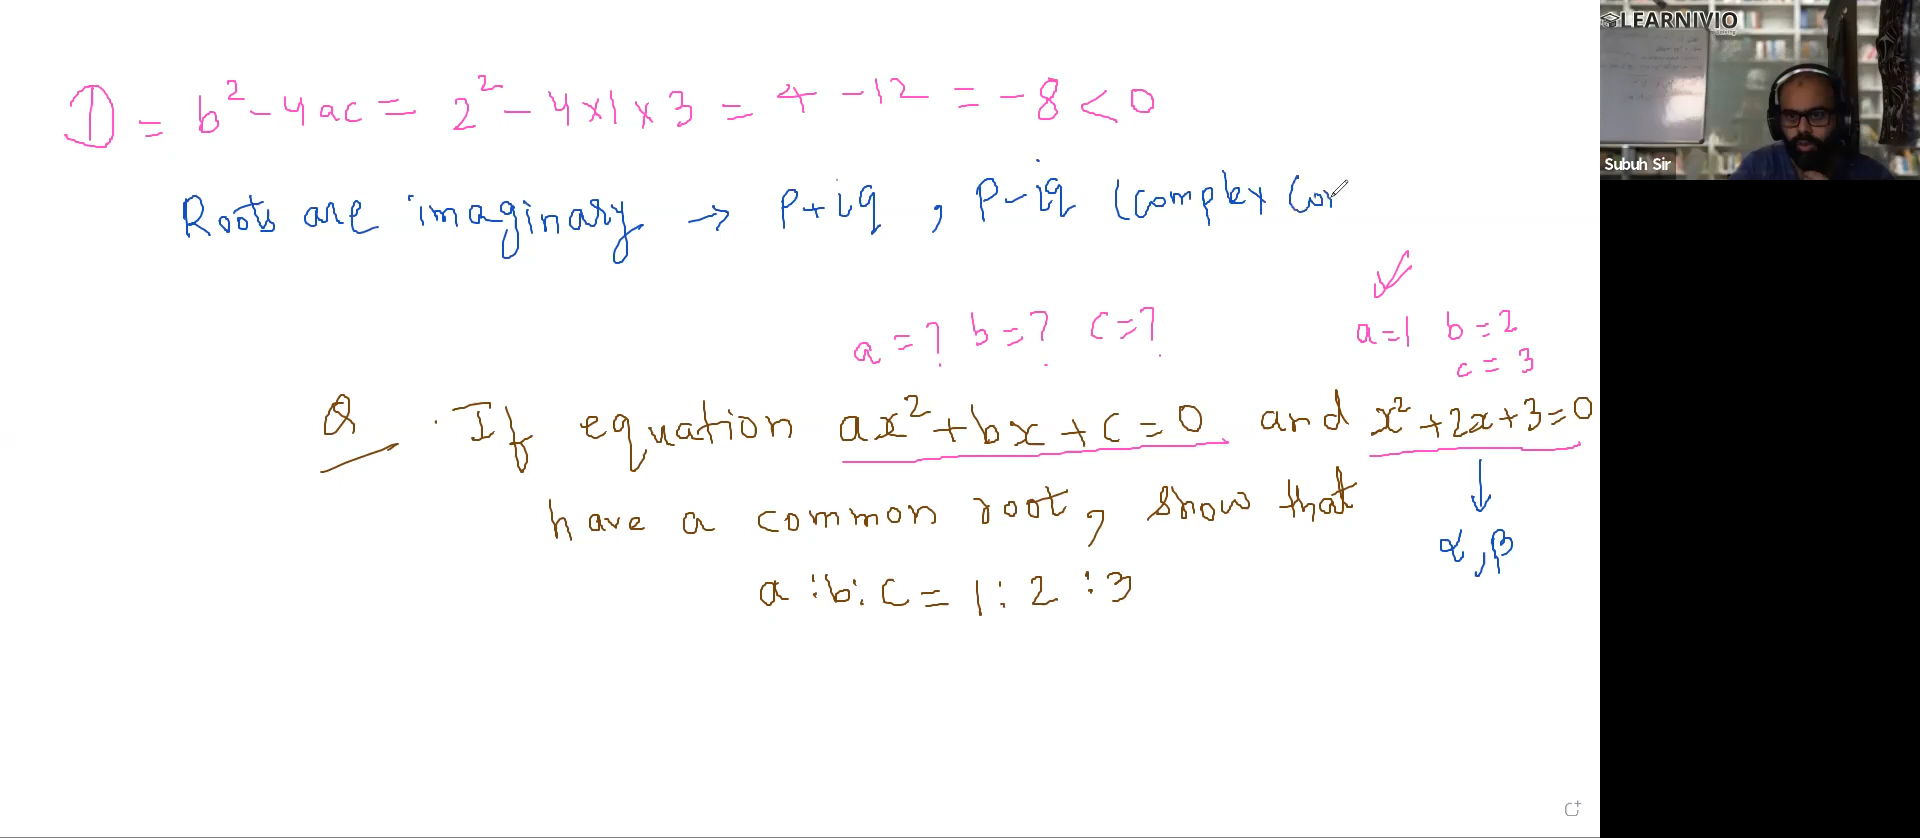 LEARNIVIO
D = b² - 4ac = 2² - 4×1×3 = 4 - 12 = -8 < 0
Subuh Sir
Roots are imaginary → P+iq, P-iq (complex Con
a=? b=? c=?
a=1 b=2
c=3
Q. If equation ax²+bx+c=0 and x²+2x+3=0
have a common root, show that
α, β
a:b:c = 1:2:3